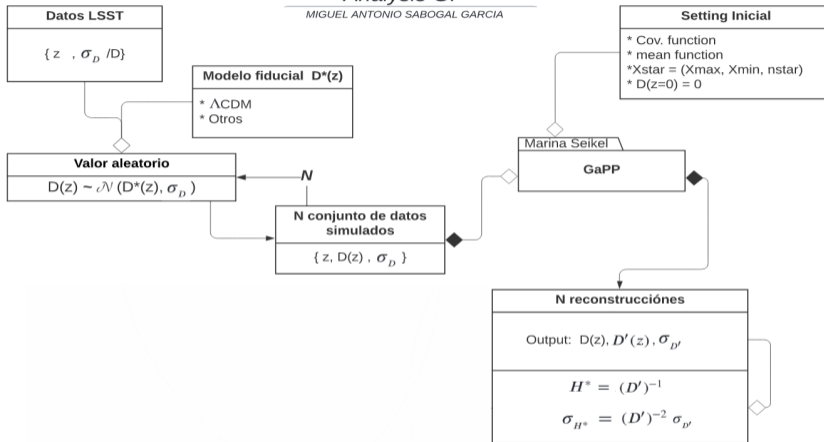 Analysis GP
MIGUEL ANTONIO SABOGAL GARCIA
Datos LSST
{ z , σ_D /D}
Modelo fiducial D*(z)
* ΛCDM
* Otros
Setting Inicial
* Cov. function
* mean function
*Xstar = (Xmax, Xmin, nstar)
* D(z=0) = 0
Valor aleatorio
D(z) ~ 𝒩 (D*(z), σ_D )
N
N conjunto de datos
simulados
{ z, D(z) , σ_D }
Marina Seikel
GaPP
N reconstrucciónes
Output: D(z), D′(z) , σ_D′
H* = (D′)⁻¹
σ_H* = (D′)⁻² σ_D′